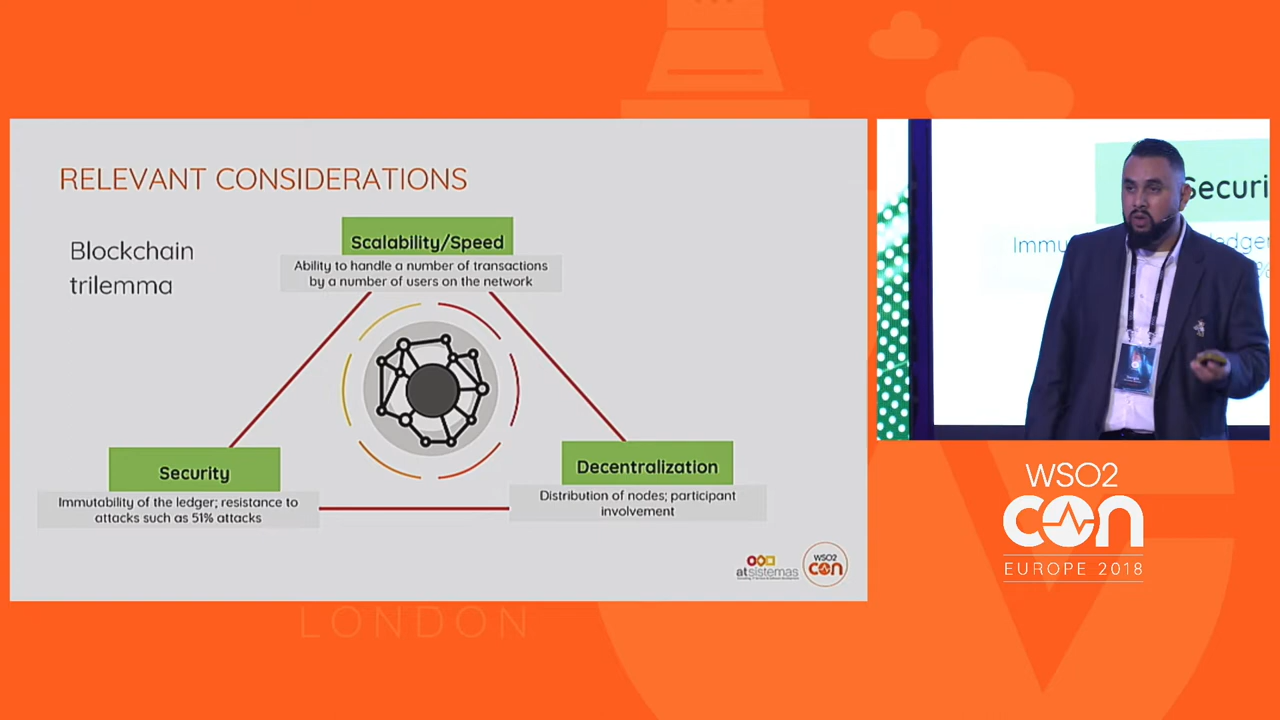 RELEVANT CONSIDERATIONS
Blockchain
trilemma
Scalability/Speed
Ability to handle a number of transactions
by a number of users on the network
Security
Immutability of the ledger; resistance to
attacks such as 51% attacks
Decentralization
Distribution of nodes; participant
involvement
atsistemas
WSO2
CON
Securi
Immu
ledger
WSO2
CON
EUROPE 2018
LONDON